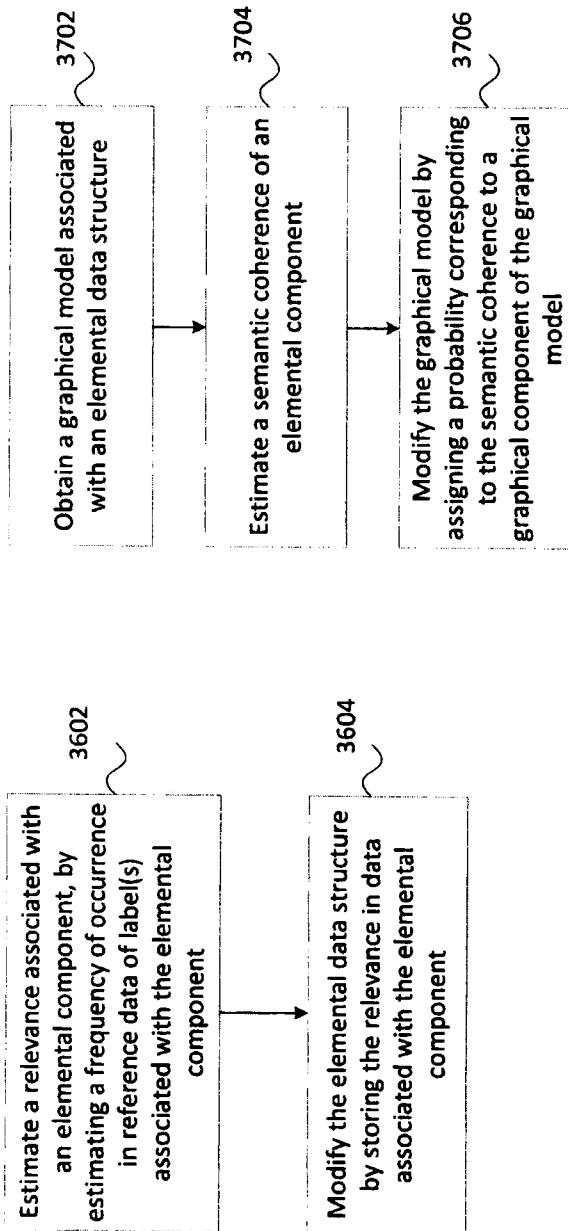 Estimate a relevance associated with
an elemental component, by
estimating a frequency of occurrence
in reference data of label(s)
associated with the elemental
component
3602
Modify the elemental data structure
by storing the relevance in data
associated with the elemental
component
3604
Obtain a graphical model associated
with an elemental data structure
3702
Estimate a semantic coherence of an
elemental component
3704
Modify the graphical model by
assigning a probability corresponding
to the semantic coherence to a
graphical component of the graphical
model
3706